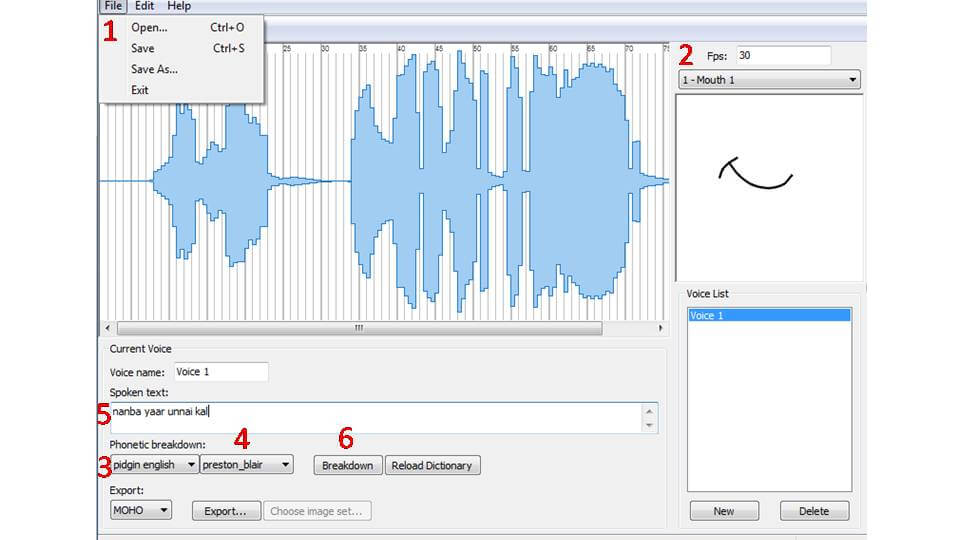 File Edit Help
1 Open... Ctrl+O
Save Ctrl+S
Save As...
Exit
25 30 35 40 45 50 55 60 65 70 75
2 Fps: 30
1 - Mouth 1
Voice List
Voice 1
Current Voice
Voice name: Voice 1
Spoken text:
5 nanba yaar unnai kal
Phonetic breakdown: 4 6
3 pidgin english preston_blair Breakdown Reload Dictionary
Export:
MOHO Export... Choose image set...
New Delete